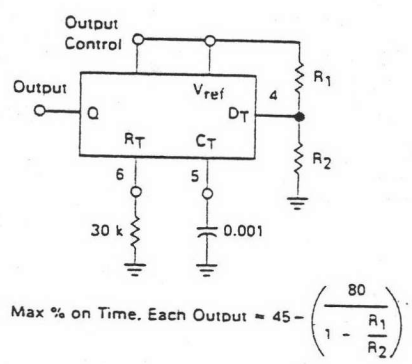 Output
Control
Output
Q
Vref
DT
4
R1
RT
CT
R2
6
5
30 k
0.001
Max % on Time, Each Output ≈ 45 - (80 / (1 - R1/R2))